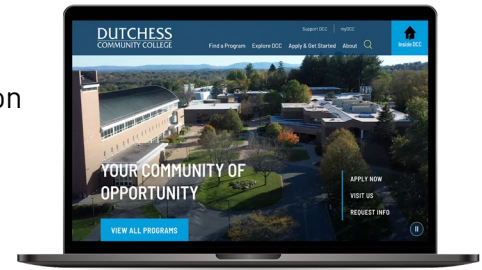 Support DCC | myDCC
DUTCHESS
COMMUNITY COLLEGE
Find a Program Explore DCC Apply & Get Started About
Inside DCC
on
YOUR COMMUNITY OF
OPPORTUNITY
APPLY NOW
VISIT US
REQUEST INFO
VIEW ALL PROGRAMS